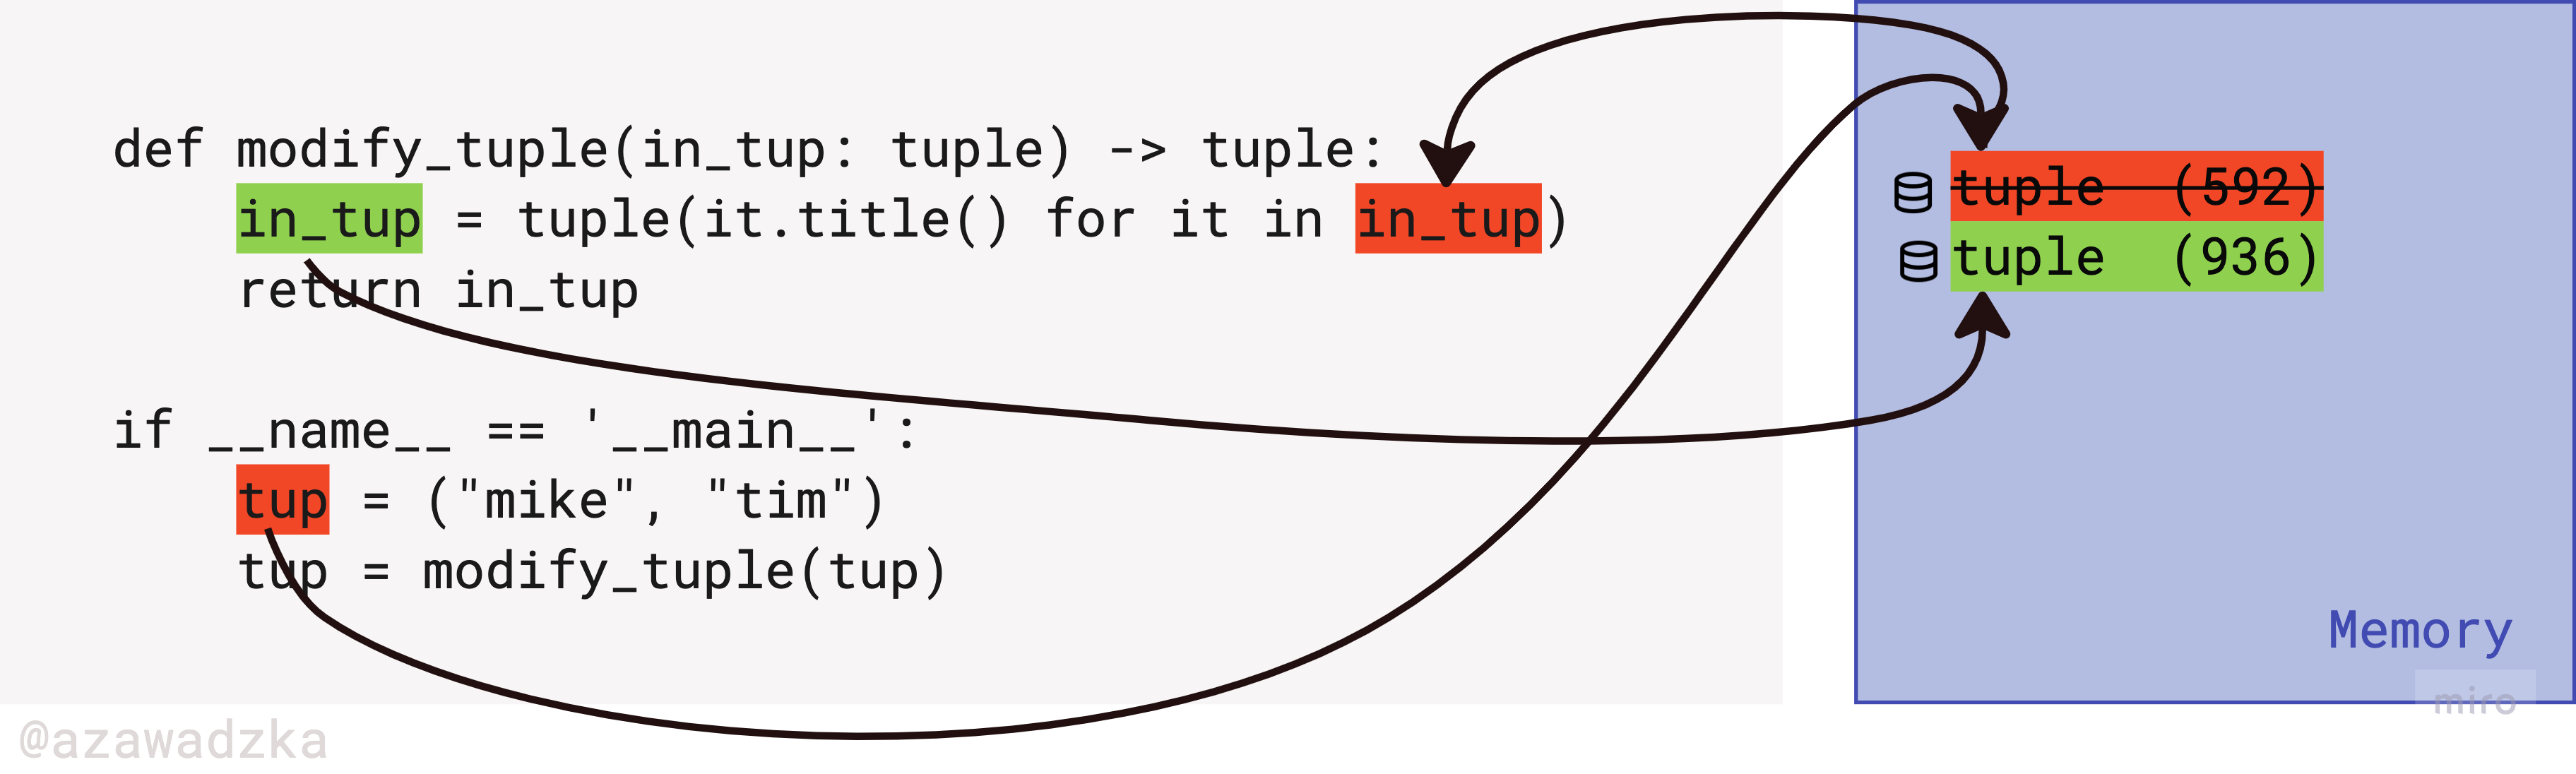 def modify_tuple(in_tup: tuple) -> tuple:
    in_tup = tuple(it.title() for it in in_tup)
    return in_tup
if __name__ == '__main__':
    tup = ("mike", "tim")
    tup = modify_tuple(tup)
tuple (592)
tuple (936)
Memory
miro
@azawadzka